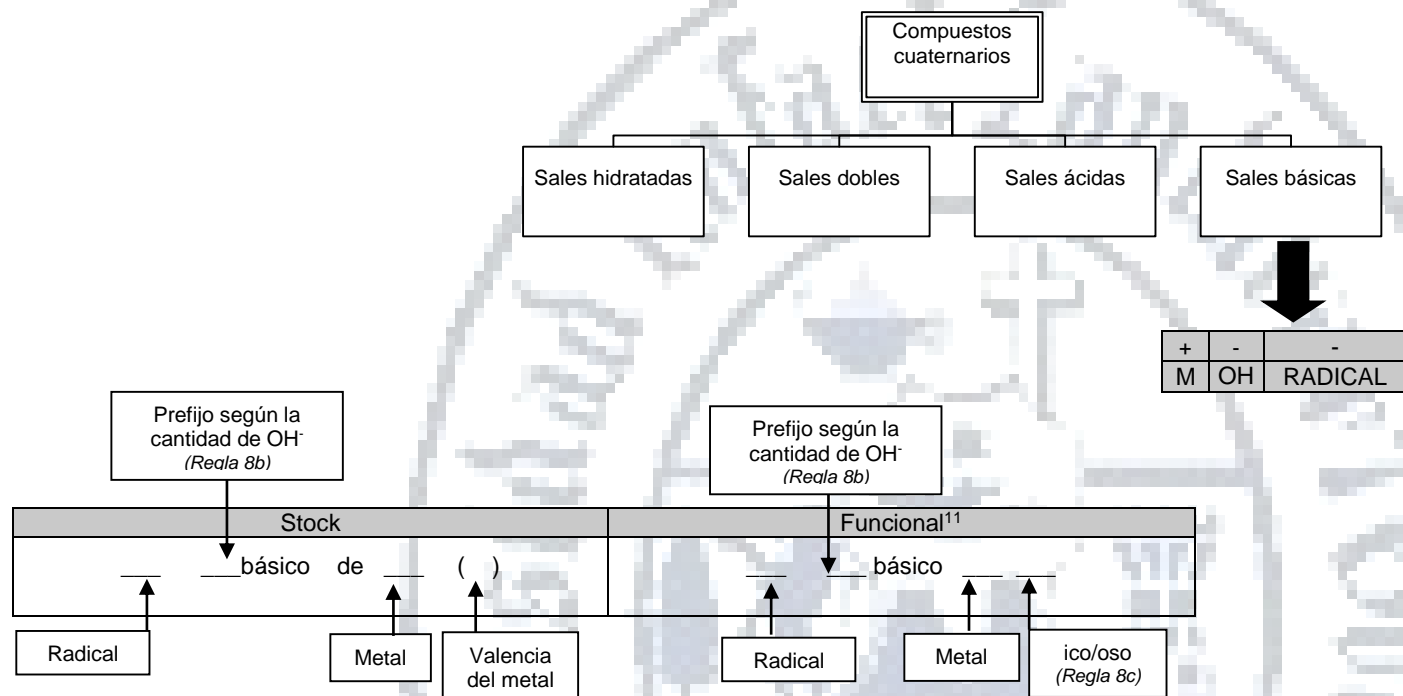 Compuestos
cuaternarios
Sales hidratadas
Sales dobles
Sales ácidas
Sales básicas
+ - -
M OH RADICAL
Prefijo según la
cantidad de OH-
(Regla 8b)
Prefijo según la
cantidad de OH-
(Regla 8b)
Stock
Funcional11
___ ___básico de ___ ( )
___ ___ básico ___ ___
Radical
Metal
Valencia
del metal
Radical
Metal
ico/oso
(Regla 8c)